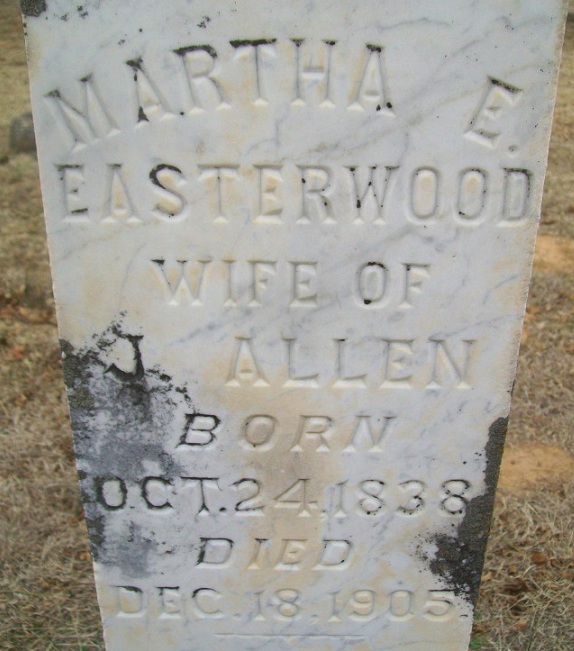 MARTHA E.
EASTERWOOD
WIFE OF
J. ALLEN
BORN
OCT. 24, 1838
DIED
DEC. 18, 1905.